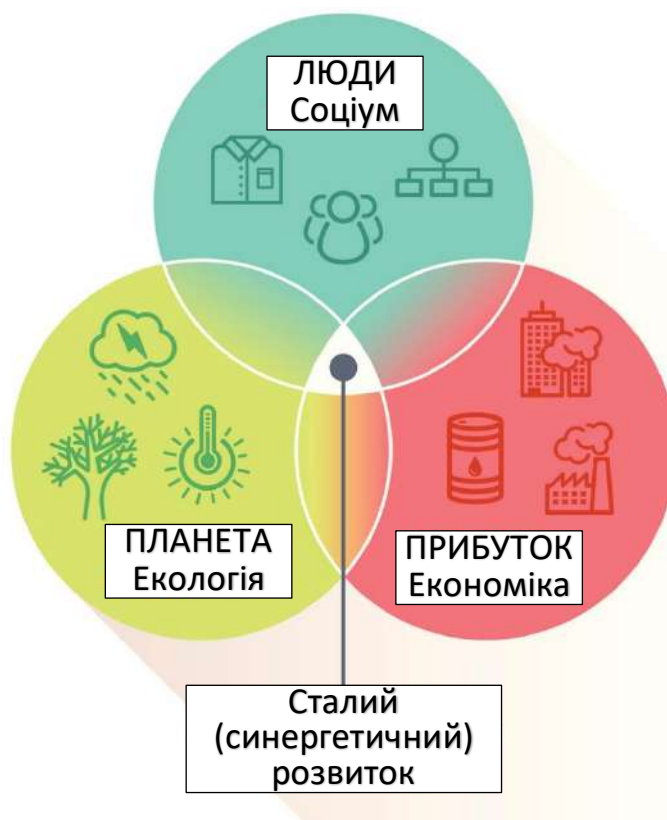 ЛЮДИ
Соціум
ПЛАНЕТА
Екологія
ПРИБУТОК
Економіка
Сталий
(синергетичний)
розвиток